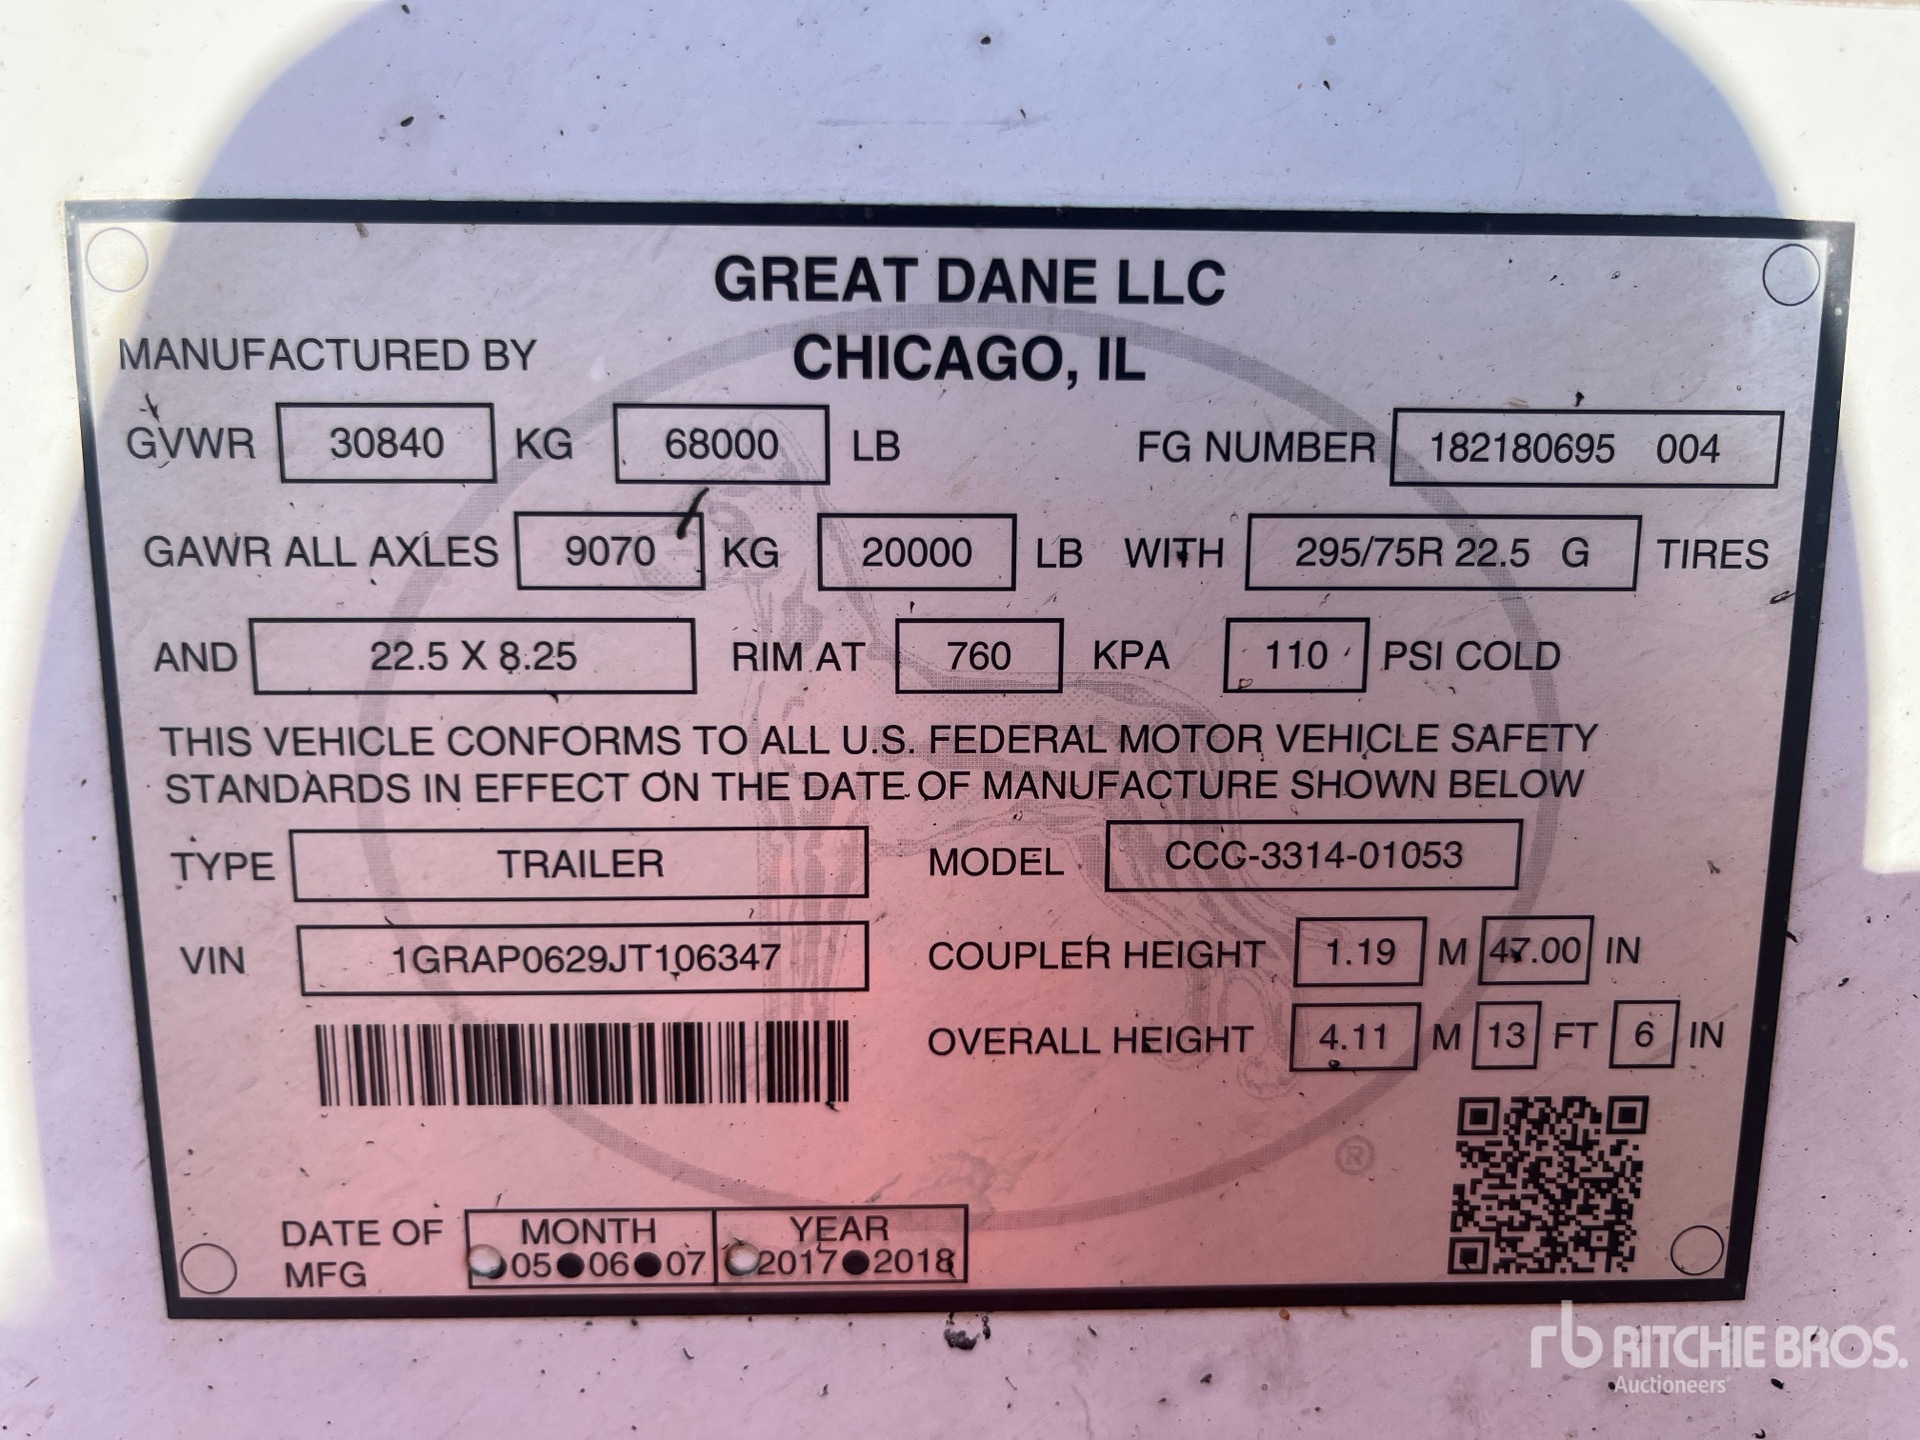 GREAT DANE LLC
MANUFACTURED BY CHICAGO, IL
GVWR 30840 KG 68000 LB FG NUMBER 182180695 004
GAWR ALL AXLES 9070 KG 20000 LB WITH 295/75R 22.5 G TIRES
AND 22.5 X 8.25 RIM AT 760 KPA 110 PSI COLD
THIS VEHICLE CONFORMS TO ALL U.S. FEDERAL MOTOR VEHICLE SAFETY
STANDARDS IN EFFECT ON THE DATE OF MANUFACTURE SHOWN BELOW
TYPE TRAILER MODEL CCG-3314-01053
VIN 1GRAP0629JT106347 COUPLER HEIGHT 1.19 M 47.00 IN
OVERALL HEIGHT 4.11 M 13 FT 6 IN
®
DATE OF MFG MONTH YEAR
05 06 07 2017 2018
rb RITCHIE BROS.
Auctioneers